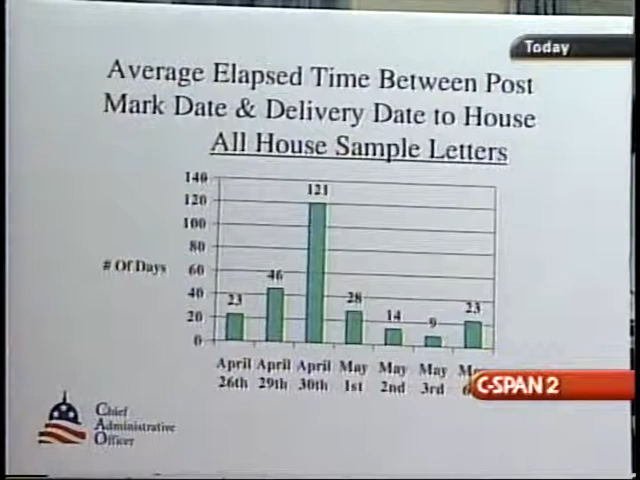 Today
Average Elapsed Time Between Post
Mark Date & Delivery Date to House
All House Sample Letters
140
120
100
80
60
40
20
0
# Of Days
23
46
121
28
14
9
23
April 26th
April 29th
April 30th
May 1st
May 2nd
May 3rd
C-SPAN 2
Chief
Administrative
Officer